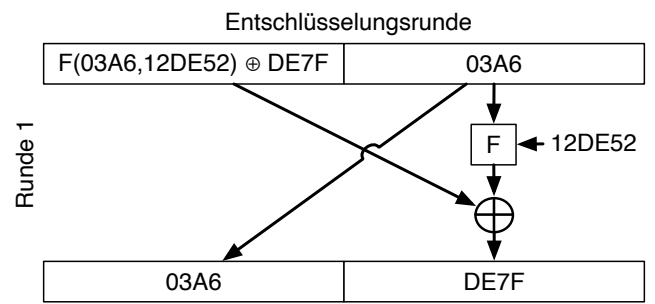 Entschlüsselungsrunde
F(03A6,12DE52) ⊕ DE7F
03A6
Runde 1
F
12DE52
03A6
DE7F